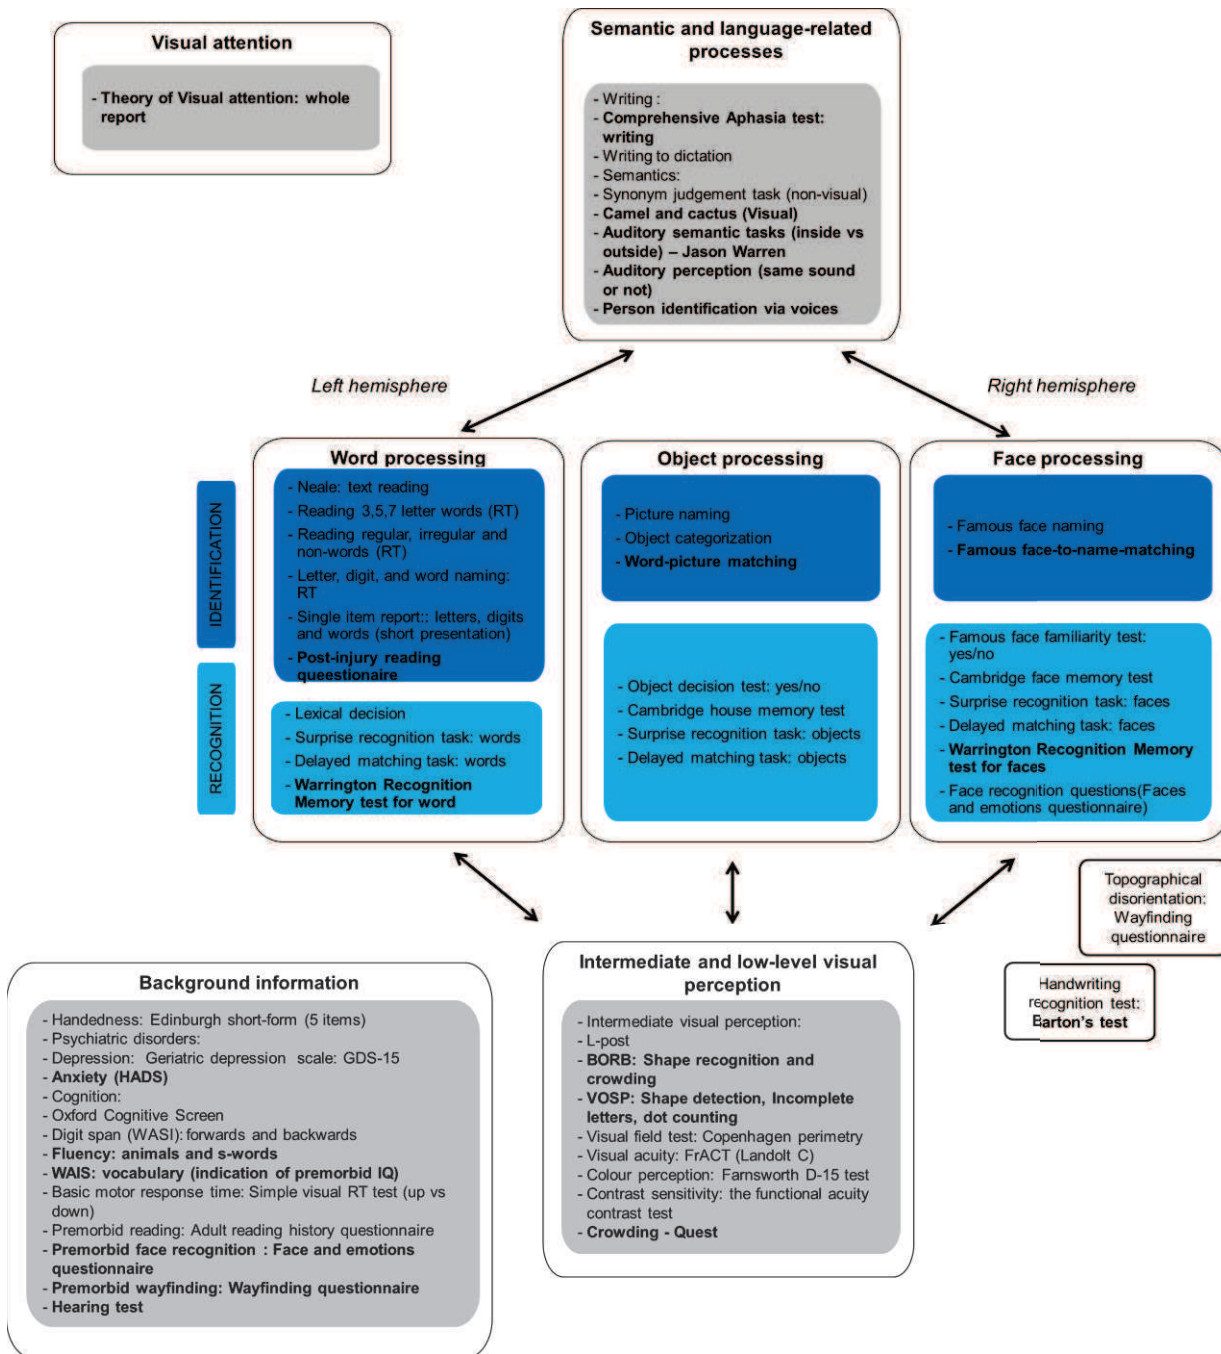 Visual attention
- Theory of Visual attention: whole
report
Semantic and language-related
processes
- Writing :
- Comprehensive Aphasia test:
writing
- Writing to dictation
- Semantics:
- Synonym judgement task (non-visual)
- Camel and cactus (Visual)
- Auditory semantic tasks (inside vs
outside) – Jason Warren
- Auditory perception (same sound
or not)
- Person identification via voices
Left hemisphere
Right hemisphere
IDENTIFICATION
RECOGNITION
Word processing
- Neale: text reading
- Reading 3,5,7 letter words (RT)
- Reading regular, irregular and
non-words (RT)
- Letter, digit, and word naming:
RT
- Single item report:: letters, digits
and words (short presentation)
- Post-injury reading
queestionaire
- Lexical decision
- Surprise recognition task: words
- Delayed matching task: words
- Warrington Recognition
Memory test for word
Object processing
- Picture naming
- Object categorization
- Word-picture matching
- Object decision test: yes/no
- Cambridge house memory test
- Surprise recognition task: objects
- Delayed matching task: objects
Face processing
- Famous face naming
- Famous face-to-name-matching
- Famous face familiarity test:
yes/no
- Cambridge face memory test
- Surprise recognition task: faces
- Delayed matching task: faces
- Warrington Recognition Memory
test for faces
- Face recognition questions(Faces
and emotions questionnaire)
Topographical
disorientation:
Wayfinding
questionnaire
Handwriting
recognition test:
Barton's test
Background information
- Handedness: Edinburgh short-form (5 items)
- Psychiatric disorders:
- Depression: Geriatric depression scale: GDS-15
- Anxiety (HADS)
- Cognition:
- Oxford Cognitive Screen
- Digit span (WASI): forwards and backwards
- Fluency: animals and s-words
- WAIS: vocabulary (indication of premorbid IQ)
- Basic motor response time: Simple visual RT test (up vs
down)
- Premorbid reading: Adult reading history questionnaire
- Premorbid face recognition : Face and emotions
questionnaire
- Premorbid wayfinding: Wayfinding questionnaire
- Hearing test
Intermediate and low-level visual
perception
- Intermediate visual perception:
- L-post
- BORB: Shape recognition and
crowding
- VOSP: Shape detection, Incomplete
letters, dot counting
- Visual field test: Copenhagen perimetry
- Visual acuity: FrACT (Landolt C)
- Colour perception: Farnsworth D-15 test
- Contrast sensitivity: the functional acuity
contrast test
- Crowding - Quest